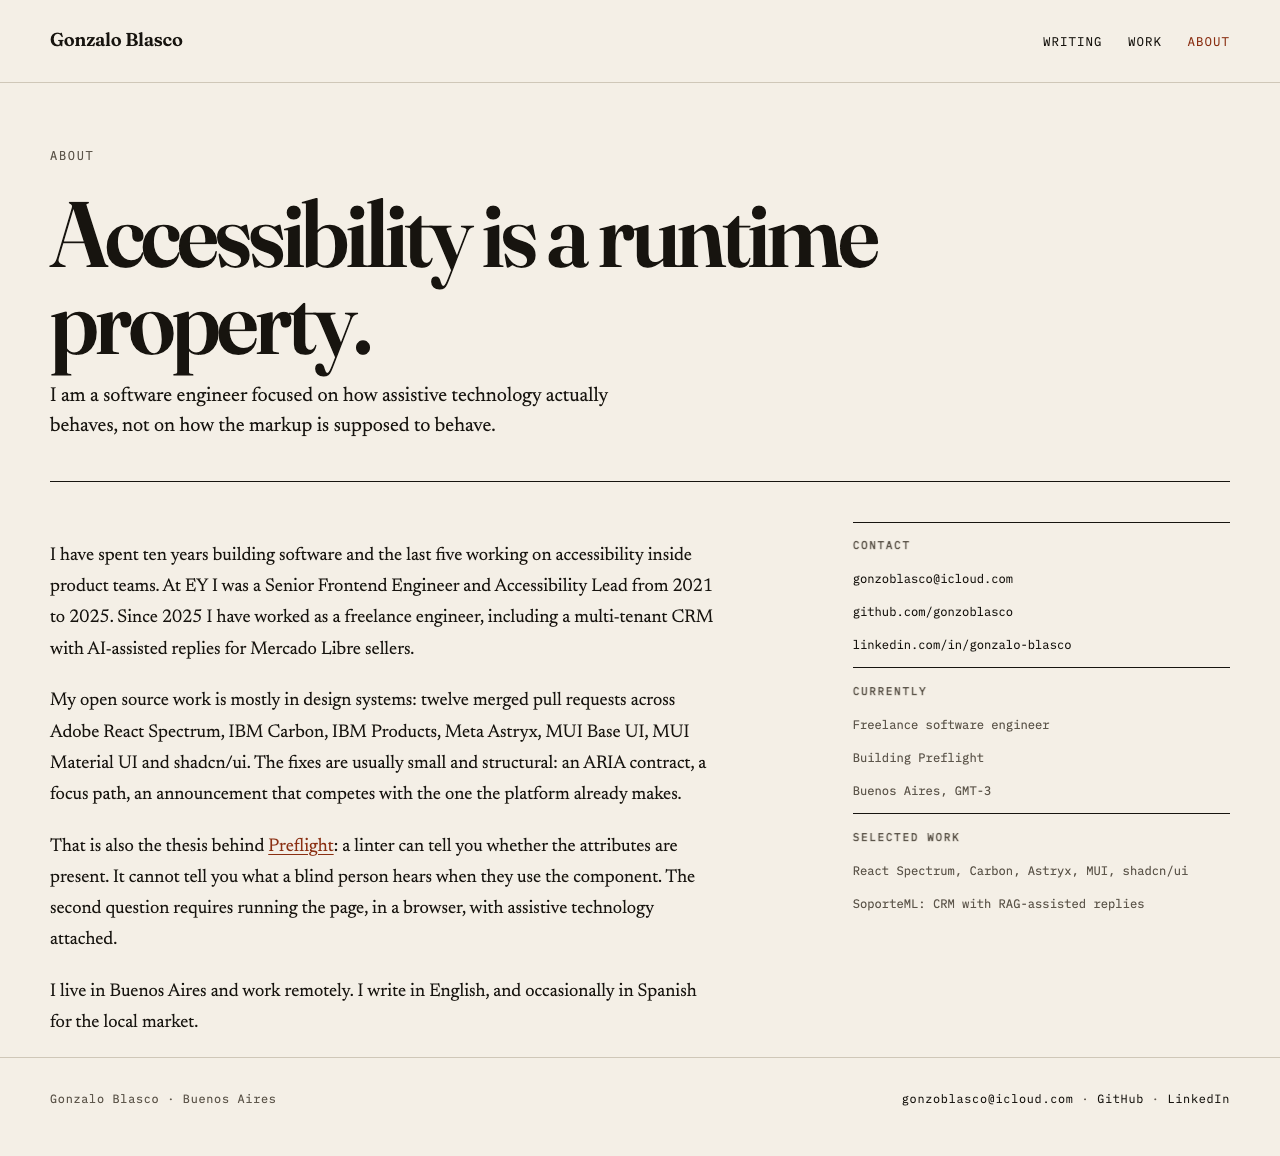 Gonzalo Blasco
WRITING WORK ABOUT
ABOUT
Accessibility is a runtime
property.
I am a software engineer focused on how assistive technology actually
behaves, not on how the markup is supposed to behave.
I have spent ten years building software and the last five working on accessibility inside
product teams. At EY I was a Senior Frontend Engineer and Accessibility Lead from 2021
to 2025. Since 2025 I have worked as a freelance engineer, including a multi-tenant CRM
with AI-assisted replies for Mercado Libre sellers.
My open source work is mostly in design systems: twelve merged pull requests across
Adobe React Spectrum, IBM Carbon, IBM Products, Meta Astryx, MUI Base UI, MUI
Material UI and shadcn/ui. The fixes are usually small and structural: an ARIA contract, a
focus path, an announcement that competes with the one the platform already makes.
That is also the thesis behind Preflight: a linter can tell you whether the attributes are
present. It cannot tell you what a blind person hears when they use the component. The
second question requires running the page, in a browser, with assistive technology
attached.
I live in Buenos Aires and work remotely. I write in English, and occasionally in Spanish
for the local market.
CONTACT
gonzoblasco@icloud.com
github.com/gonzoblasco
linkedin.com/in/gonzalo-blasco
CURRENTLY
Freelance software engineer
Building Preflight
Buenos Aires, GMT-3
SELECTED WORK
React Spectrum, Carbon, Astryx, MUI, shadcn/ui
SoporteML: CRM with RAG-assisted replies
Gonzalo Blasco · Buenos Aires
gonzoblasco@icloud.com · GitHub · LinkedIn